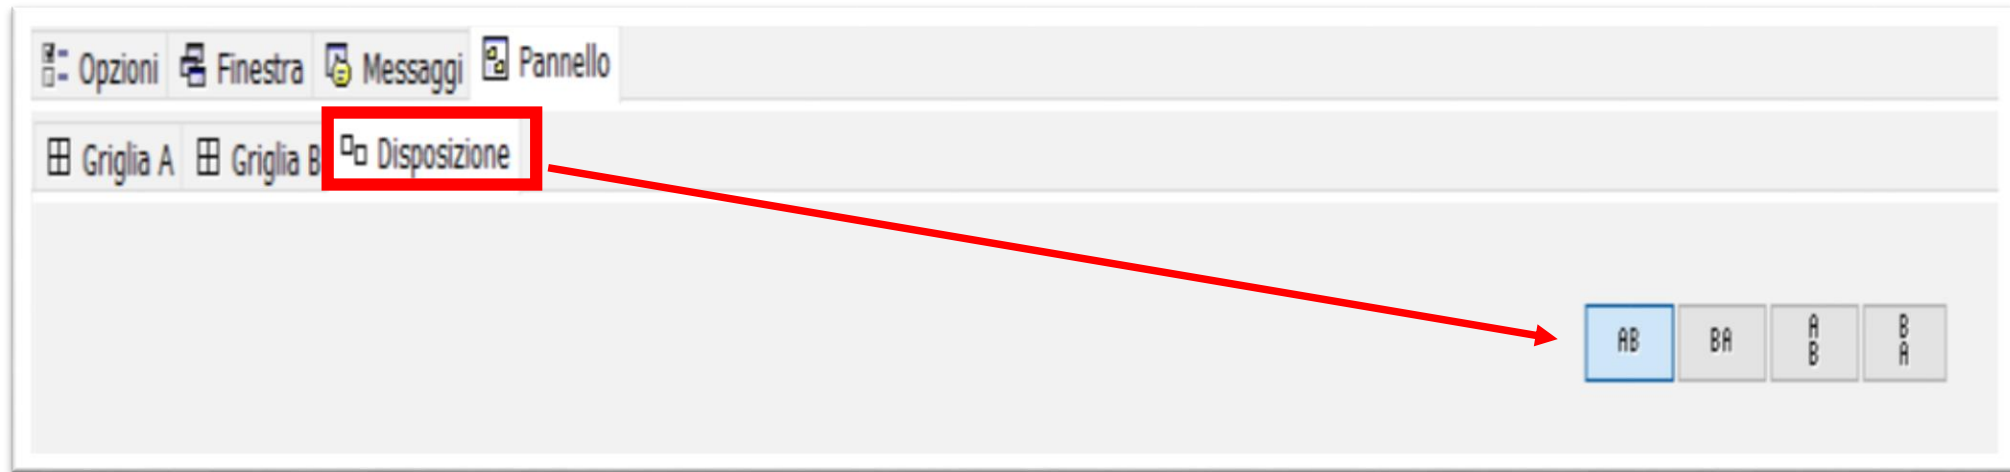 Opzioni Finestra Messaggi Pannello
Griglia A Griglia B Disposizione
AB BA A B B A